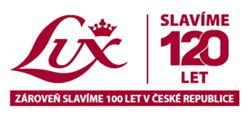 Lux
SLAVÍME
120
LET
ZÁROVEŇ SLAVÍME 100 LET V ČESKÉ REPUBLICE